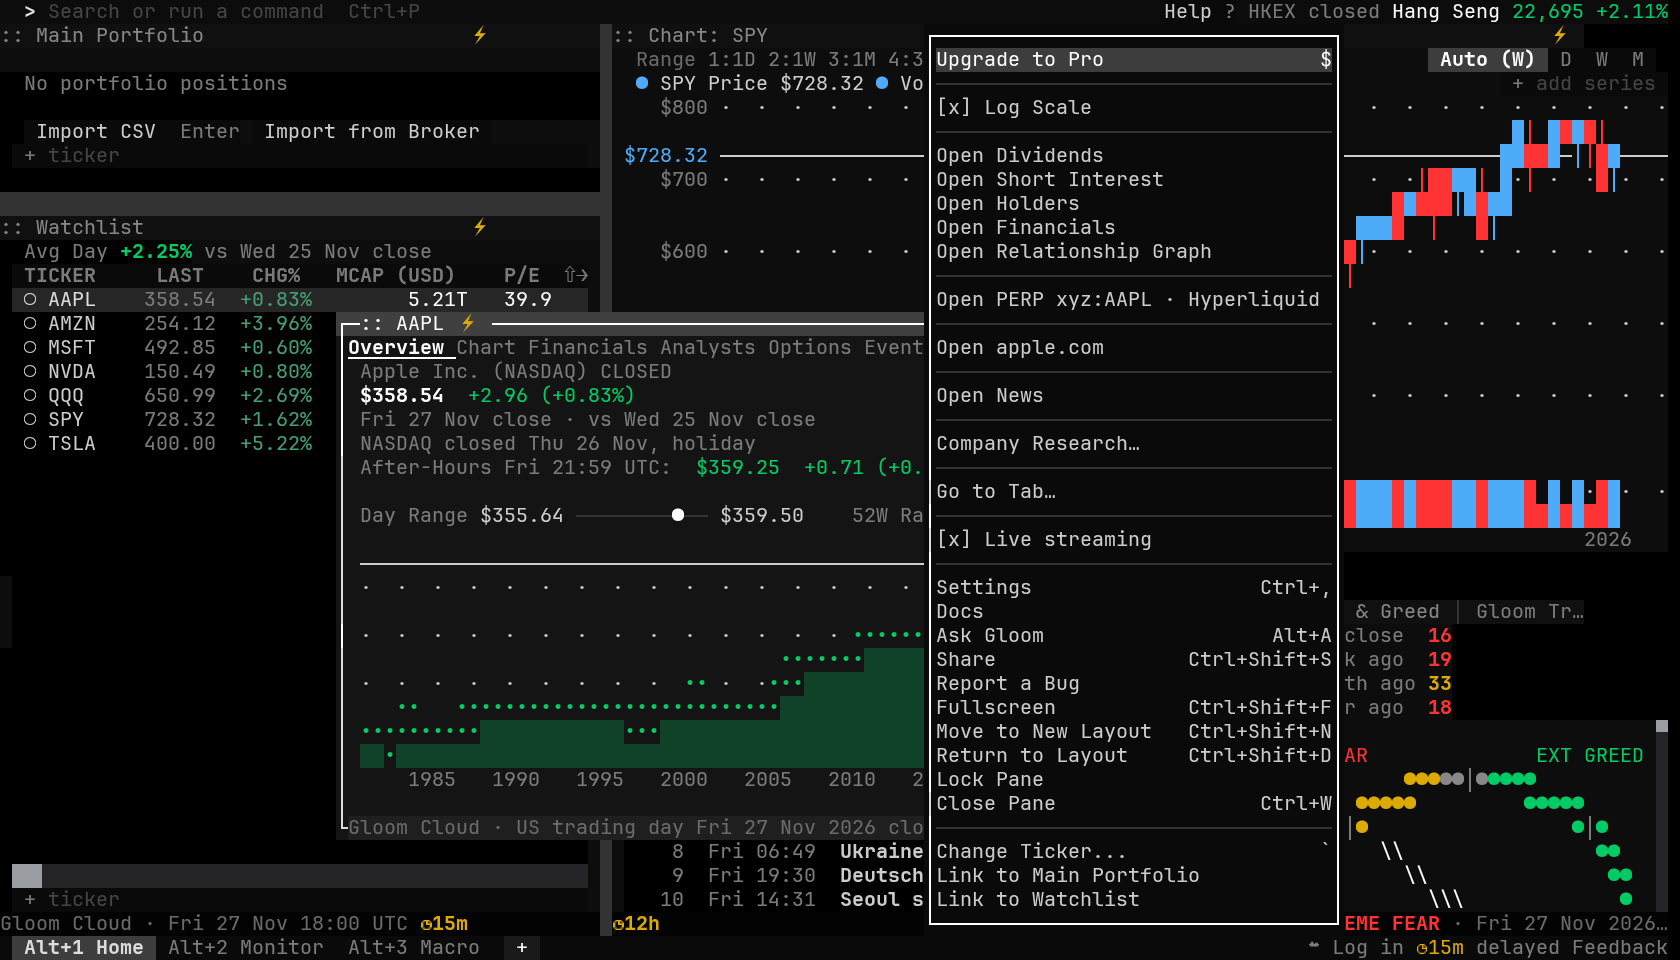 > Search or run a command  Ctrl+P
Help ? HKEX closed Hang Seng 22,695 +2.11%
:: Main Portfolio ⚡
No portfolio positions
Import CSV  Enter  Import from Broker
+ ticker
:: Watchlist ⚡
Avg Day +2.25% vs Wed 25 Nov close
TICKER  LAST  CHG%  MCAP (USD)  P/E ⇧→
○ AAPL  358.54  +0.83%  5.21T  39.9
○ AMZN  254.12  +3.96%
○ MSFT  492.85  +0.60%
○ NVDA  150.49  +0.80%
○ QQQ  650.99  +2.69%
○ SPY  728.32  +1.62%
○ TSLA  400.00  +5.22%
+ ticker
Gloom Cloud · Fri 27 Nov 18:00 UTC ◔15m
:: Chart: SPY ⚡
Range 1:1D 2:1W 3:1M 4:3
Auto (W)  D  W  M
● SPY Price $728.32 ● Vo
+ add series
$800
$728.32
$700
$600
2026
:: AAPL ⚡
Overview Chart Financials Analysts Options Event
Apple Inc. (NASDAQ) CLOSED
$358.54  +2.96 (+0.83%)
Fri 27 Nov close · vs Wed 25 Nov close
NASDAQ closed Thu 26 Nov, holiday
After-Hours Fri 21:59 UTC:  $359.25  +0.71 (+0.
Day Range $355.64  $359.50  52W Ra
1985  1990  1995  2000  2005  2010  2
Gloom Cloud · US trading day Fri 27 Nov 2026 clo
8  Fri 06:49  Ukraine
9  Fri 19:30  Deutsch
10  Fri 14:31  Seoul s
◔12h
Upgrade to Pro  $
[x] Log Scale
Open Dividends
Open Short Interest
Open Holders
Open Financials
Open Relationship Graph
Open PERP xyz:AAPL · Hyperliquid
Open apple.com
Open News
Company Research…
Go to Tab…
[x] Live streaming
Settings  Ctrl+,
Docs
Ask Gloom  Alt+A
Share  Ctrl+Shift+S
Report a Bug
Fullscreen  Ctrl+Shift+F
Move to New Layout  Ctrl+Shift+N
Return to Layout  Ctrl+Shift+D
Lock Pane
Close Pane  Ctrl+W
Change Ticker...  `
Link to Main Portfolio
Link to Watchlist
& Greed │ Gloom Tr…
close  16
k ago  19
th ago 33
r ago  18
AR  EXT GREED
EME FEAR · Fri 27 Nov 2026…
Alt+1 Home  Alt+2 Monitor  Alt+3 Macro  +
Log in ◔15m delayed Feedback